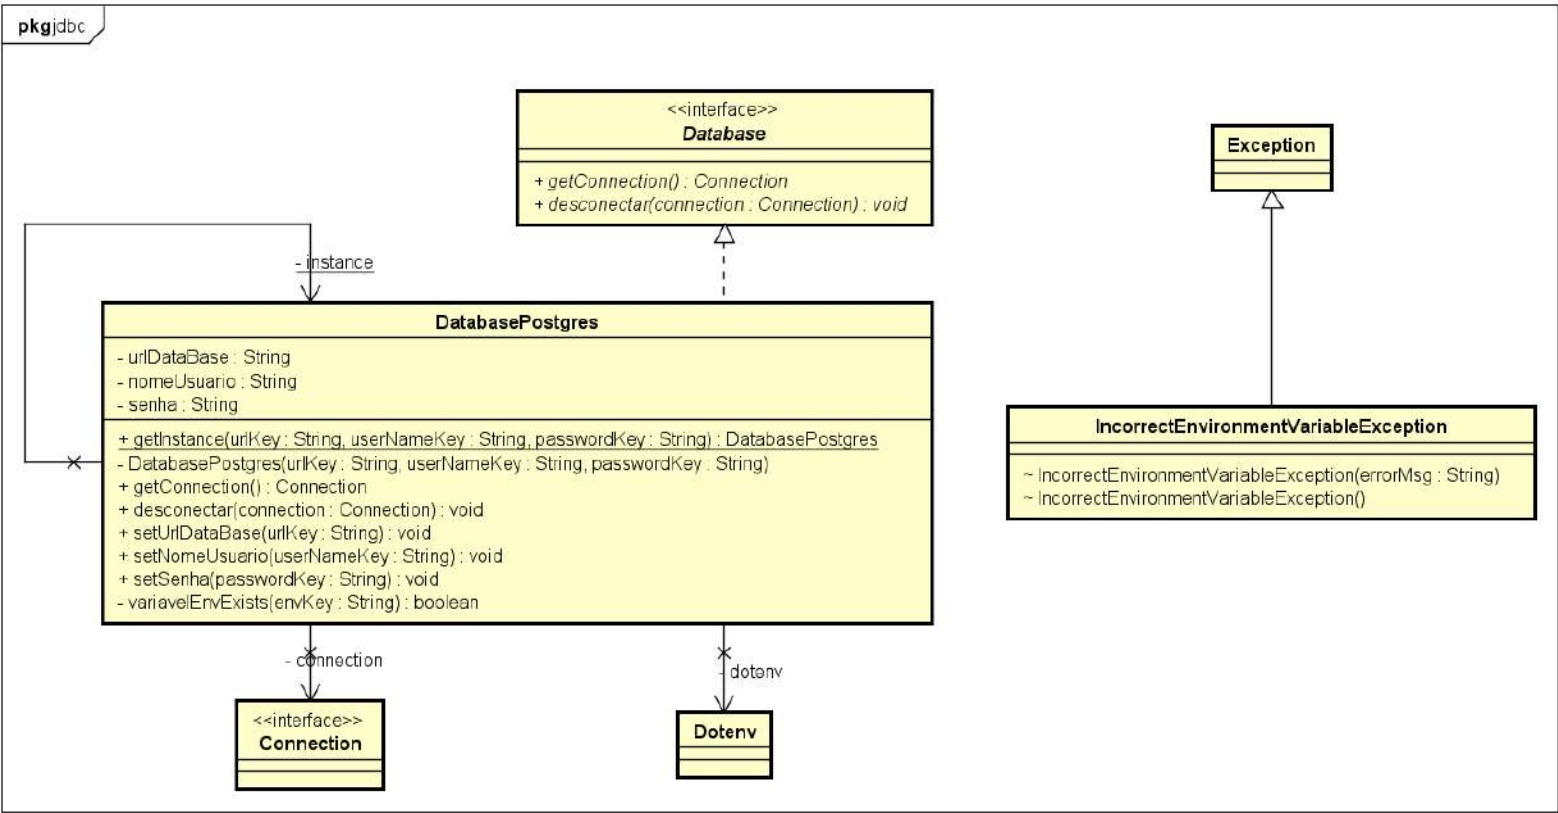 pkg jdbc
<<interface>>
Database
+ getConnection() : Connection
+ desconectar(connection : Connection) : void
Exception
- instance
DatabasePostgres
- urlDataBase : String
- nomeUsuario : String
- senha : String
+ getInstance(urlKey : String, userNameKey : String, passwordKey : String) : DatabasePostgres
- DatabasePostgres(urlKey : String, userNameKey : String, passwordKey : String)
+ getConnection() : Connection
+ desconectar(connection : Connection) : void
+ setUrlDataBase(urlKey : String) : void
+ setNomeUsuario(userNameKey : String) : void
+ setSenha(passwordKey : String) : void
- variavelEnvExists(envKey : String) : boolean
IncorrectEnvironmentVariableException
~ IncorrectEnvironmentVariableException(errorMsg : String)
~ IncorrectEnvironmentVariableException()
- connection
- dotenv
<<interface>>
Connection
Dotenv